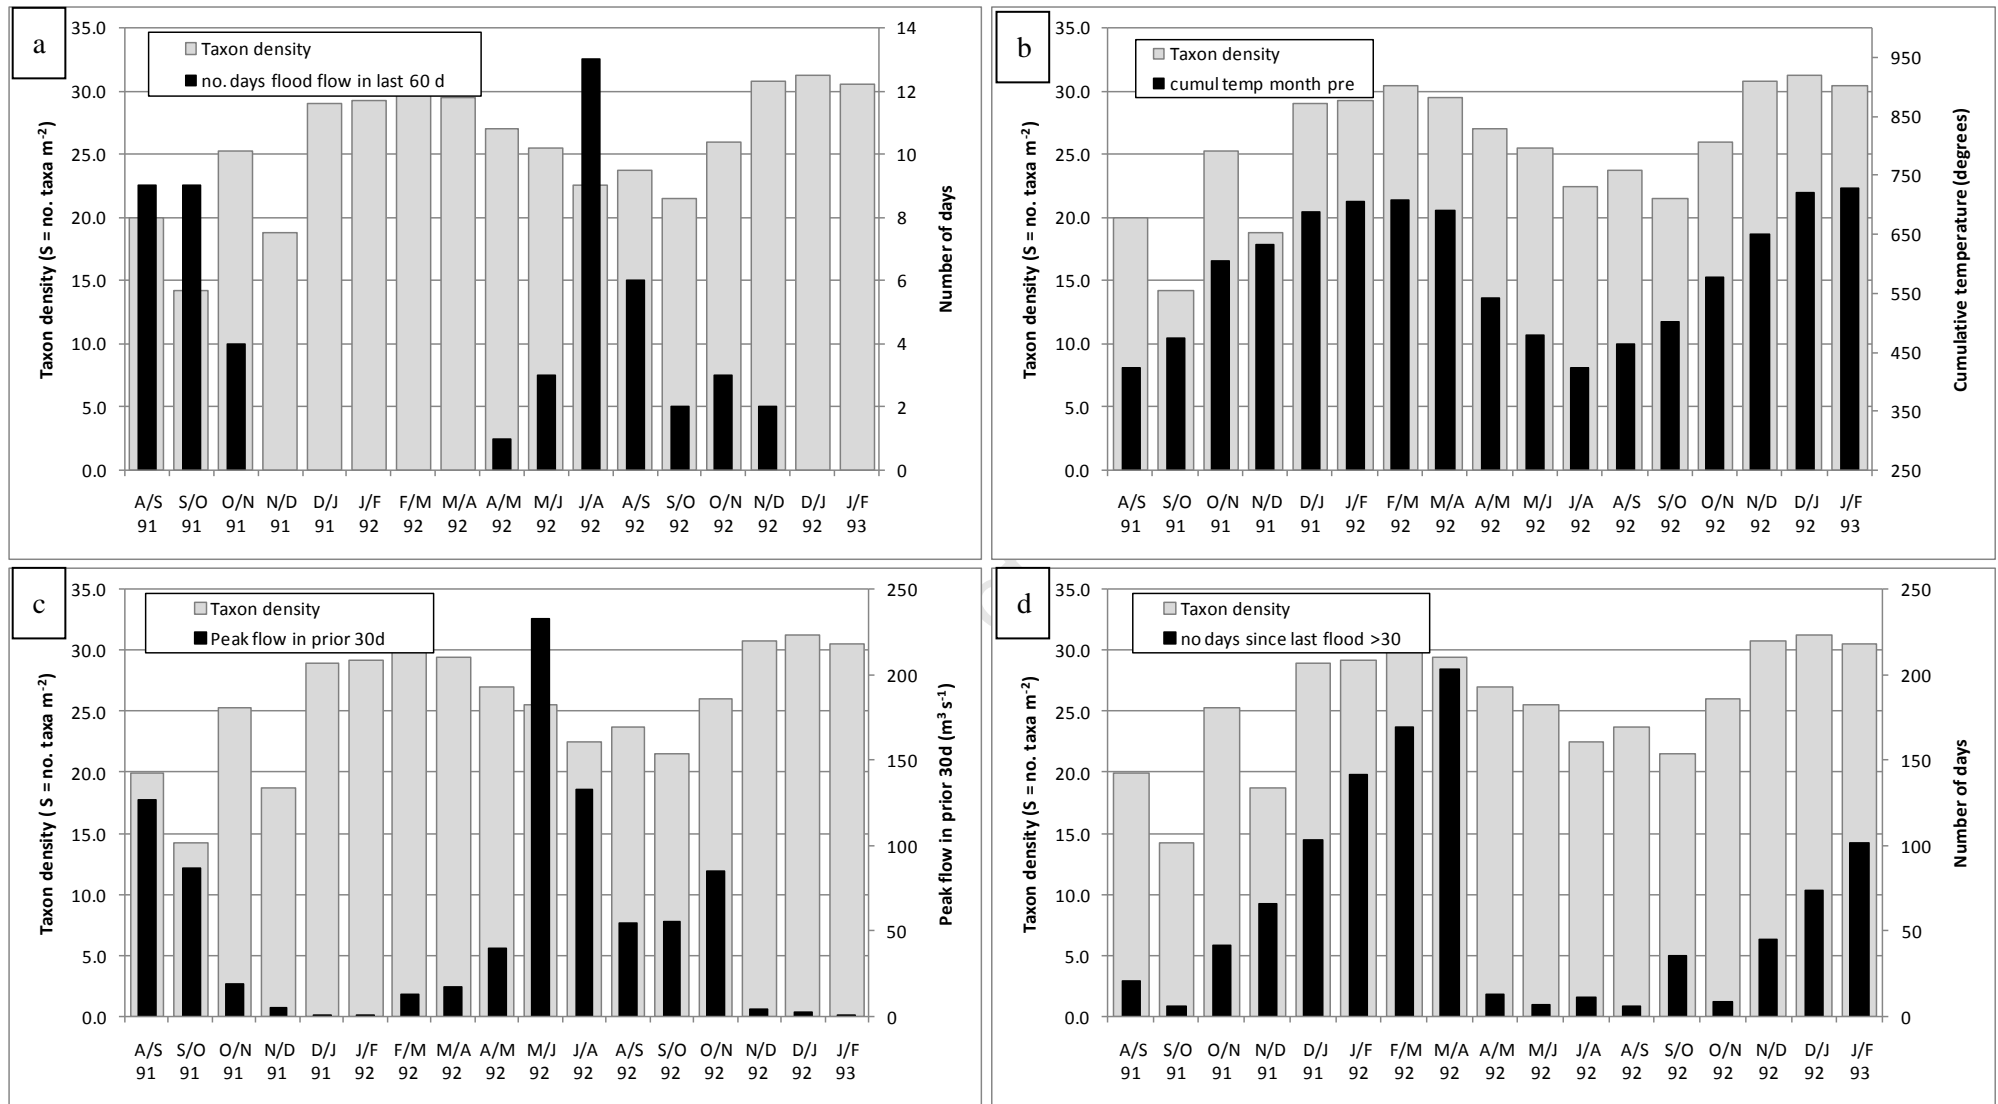 a
Taxon density
no. days flood flow in last 60 d
Taxon density (S = no. taxa m-2)
35.0
30.0
25.0
20.0
15.0
10.0
5.0
0.0
14
12
10
8
6
4
2
0
Number of days
A/S S/O O/N N/D D/J J/F F/M M/A A/M M/J J/A A/S S/O O/N N/D D/J J/F
91 91 91 91 91 92 92 92 92 92 92 92 92 92 92 92 93
b
Taxon density
cumul temp month pre
Taxon density (S = no. taxa m-2)
35.0
30.0
25.0
20.0
15.0
10.0
5.0
0.0
950
850
750
650
550
450
350
250
Cumulative temperature (degrees)
A/S S/O O/N N/D D/J J/F F/M M/A A/M M/J J/A A/S S/O O/N N/D D/J J/F
91 91 91 91 91 92 92 92 92 92 92 92 92 92 92 92 93
c
Taxon density
Peak flow in prior 30d
Taxon density ( S = no. taxa m-2)
35.0
30.0
25.0
20.0
15.0
10.0
5.0
0.0
250
200
150
100
50
0
Peak flow in prior 30d (m3 s-1)
A/S S/O O/N N/D D/J J/F F/M M/A A/M M/J J/A A/S S/O O/N N/D D/J J/F
91 91 91 91 91 92 92 92 92 92 92 92 92 92 92 92 93
d
Taxon density
no days since last flood >30
Taxon density (S = no. taxa m-2)
35.0
30.0
25.0
20.0
15.0
10.0
5.0
0.0
250
200
150
100
50
0
Number of days
A/S S/O O/N N/D D/J J/F F/M M/A A/M M/J J/A A/S S/O O/N N/D D/J J/F
91 91 91 91 91 92 92 92 92 92 92 92 92 92 92 92 93